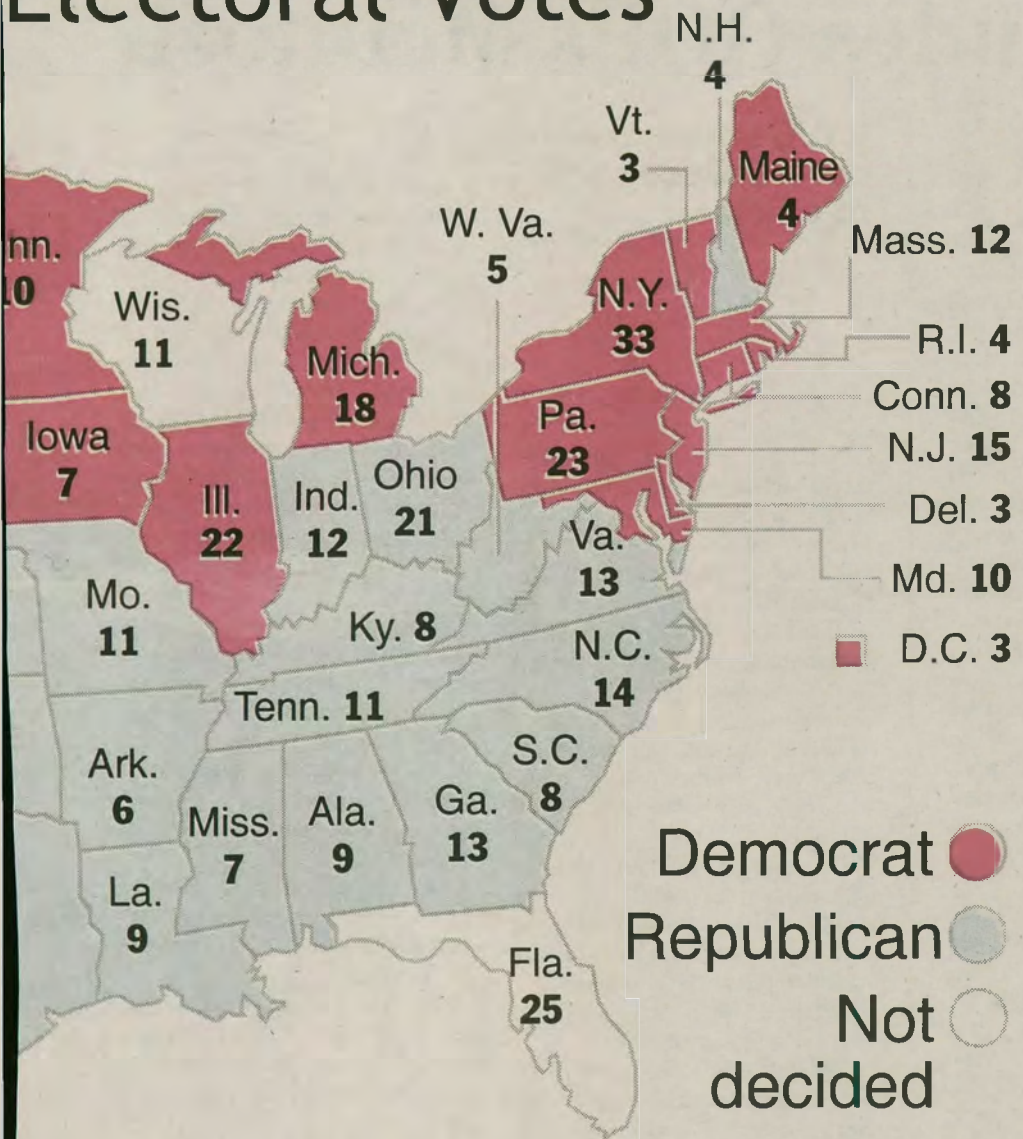 Electoral Votes
N.H.
4
Vt.
3
Maine
4
W. Va.
5
Mass. 12
nn.
10
Wis.
11
N.Y.
33
R.I. 4
Mich.
18
Conn. 8
Pa.
23
N.J. 15
Iowa
7
Ill.
22
Ind.
12
Ohio
21
Del. 3
Va.
13
Md. 10
Mo.
11
Ky. 8
N.C.
14
D.C. 3
Tenn. 11
Ark.
6
S.C.
8
Miss.
7
Ala.
9
Ga.
13
La.
9
Fla.
25
Democrat
Republican
Not
decided